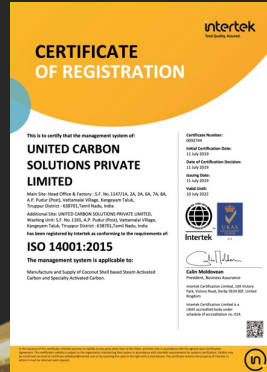 intertek
Total Quality. Assured.
CERTIFICATE
OF REGISTRATION
This is to certify that the management system of:
UNITED CARBON
SOLUTIONS PRIVATE
LIMITED
Main Site: Head Office & Factory : S.F. No.1147/1A, 2A, 3A, 6A, 7A, 8A,
A.P. Pudur (Post), Vettamalai Village, Kangeyam Taluk,
Tiruppur District - 638701,Tamil Nadu, India
Additional Site: UNITED CARBON SOLUTIONS PRIVATE LIMITED,
Washing Unit: S.F. No. 1165, A.P. Pudur (Post), Vattamalai Village,
Kangeyam Taluk, Tiruppur District - 638701,Tamil Nadu, India
has been registered by Intertek as conforming to the requirements of:
ISO 14001:2015
The management system is applicable to:
Manufacture and Supply of Coconut Shell based Steam Activated
Carbon and Specialty Activated Carbon.
Certificate Number:
0092744
Initial Certification Date:
11 July 2019
Date of Certification Decision:
11 July 2019
Issuing Date:
11 July 2019
Valid Until:
10 July 2022
Intertek
UKAS
Calin Moldovean
President, Business Assurance
Intertek Certification Limited, 10A Victory
Park, Victory Road, Derby DE24 8ZF, United
Kingdom
Intertek Certification Limited is a
UKAS accredited body under
schedule of accreditation no. 014.
in